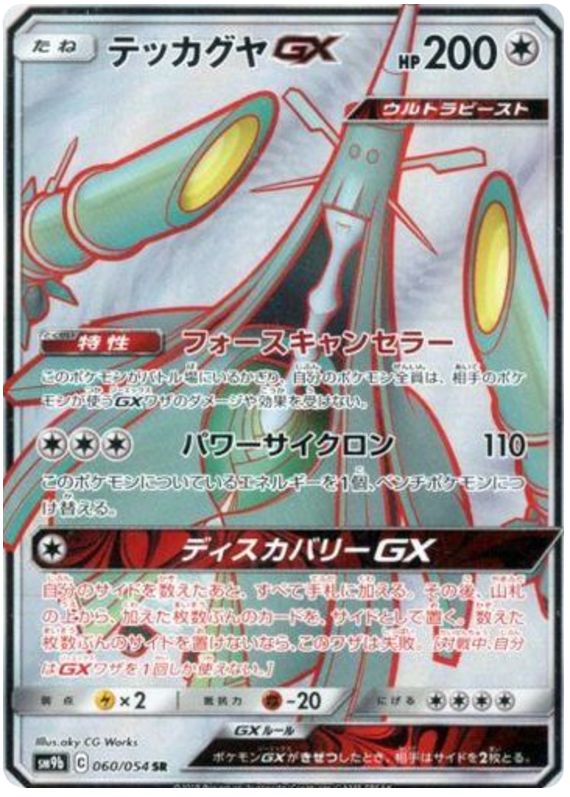 たね テッカグヤGX HP200
ウルトラビースト
特性 フォースキャンセラー
このポケモンがバトル場にいるかぎり、自分のポケモン全員は、相手のポケ
モンが使うGXワザのダメージや効果を受けない。
パワーサイクロン 110
このポケモンについているエネルギーを1個、ベンチポケモンにつ
け替える。
ディスカバリーGX
自分のサイドを数えたあと、すべて手札に加える。その後、山札
の上から、加えた枚数ぶんのカードを、サイドとして置く。数えた
枚数ぶんのサイドを置けないなら、このワザは失敗。[対戦中、自分
はGXワザを1回しか使えない。]
弱点 ×2 抵抗力 -20 にげる
Illus.aky CG Works
GXルール
sm9b C 060/054 SR
ポケモンGXがきぜつしたとき、相手はサイドを2枚とる。